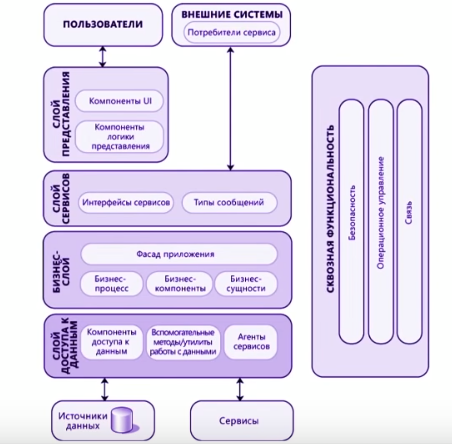 ПОЛЬЗОВАТЕЛИ
ВНЕШНИЕ СИСТЕМЫ
Потребители сервиса
СЛОЙ
ПРЕДСТАВЛЕНИЯ
Компоненты UI
Компоненты
логики
представления
СЛОЙ
СЕРВИСОВ
Интерфейсы сервисов
Типы сообщений
БИЗНЕС-
СЛОЙ
Фасад приложения
Бизнес-
процесс
Бизнес-
компоненты
Бизнес-
сущности
СЛОЙ
ДОСТУПА К
ДАННЫМ
Компоненты
доступа к
данным
Вспомогательные
методы/утилиты
работы с данными
Агенты
сервисов
Источники
данных
Сервисы
СКВОЗНАЯ ФУНКЦИОНАЛЬНОСТЬ
Безопасность
Операционное управление
Связь